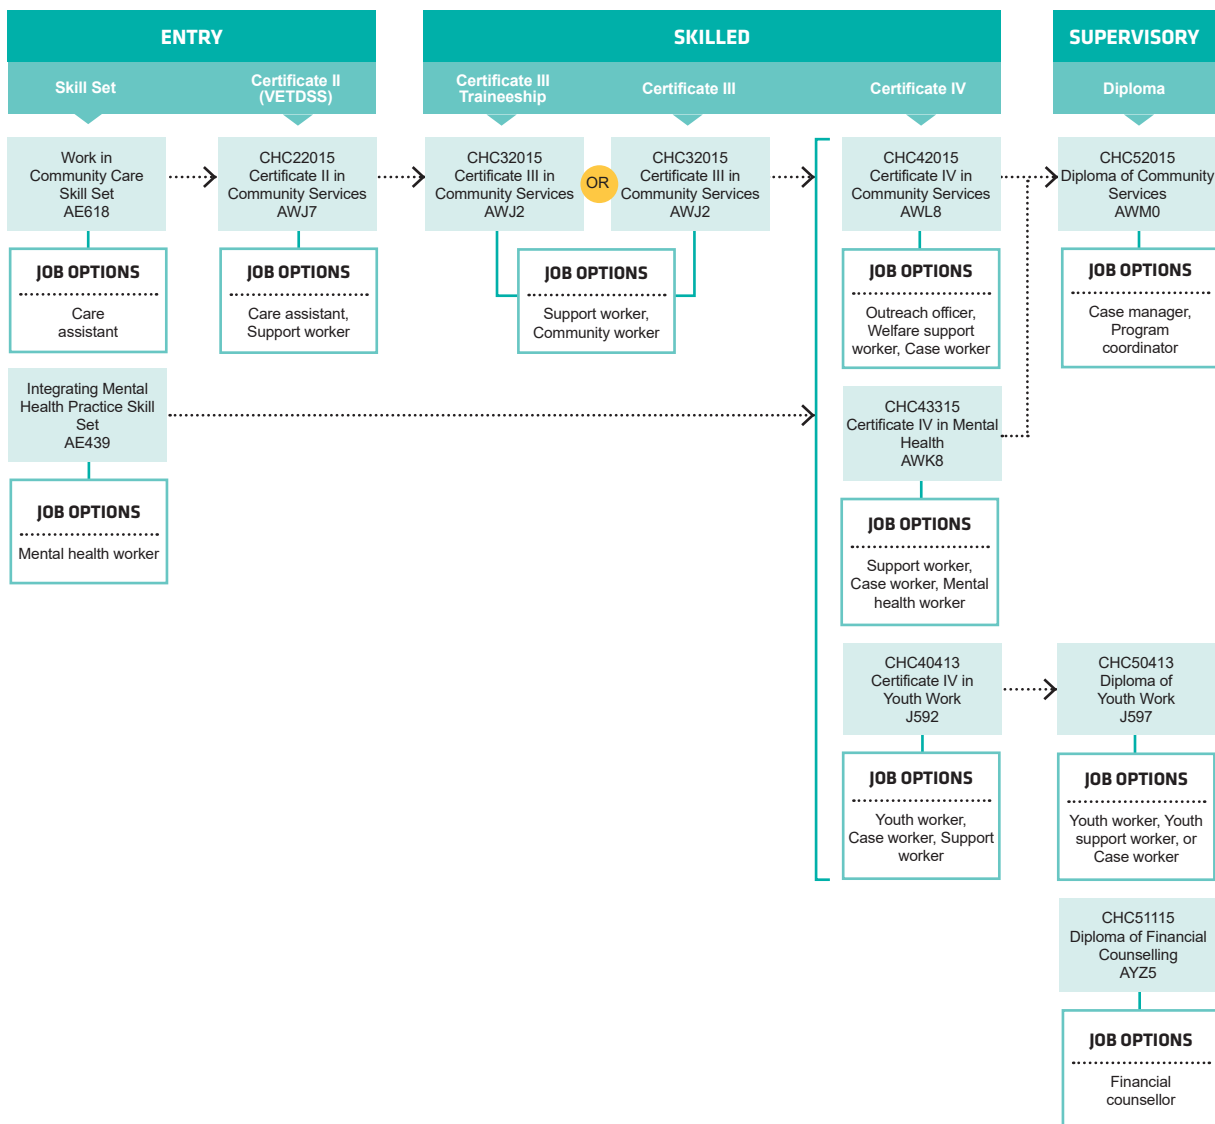 ENTRY
SKILLED
SUPERVISORY
Skill Set
Certificate II
(VETDSS)
Certificate III
Traineeship
Certificate III
Certificate IV
Diploma
Work in
Community Care
Skill Set
AE618
CHC22015
Certificate II in
Community Services
AWJ7
CHC32015
Certificate III in
Community Services
AWJ2
OR
CHC32015
Certificate III in
Community Services
AWJ2
CHC42015
Certificate IV in
Community Services
AWL8
CHC52015
Diploma of Community
Services
AWM0
JOB OPTIONS
Care
assistant
JOB OPTIONS
Care assistant,
Support worker
JOB OPTIONS
Support worker,
Community worker
JOB OPTIONS
Outreach officer,
Welfare support
worker, Case worker
JOB OPTIONS
Case manager,
Program
coordinator
Integrating Mental
Health Practice Skill
Set
AE439
CHC43315
Certificate IV in Mental
Health
AWK8
JOB OPTIONS
Mental health worker
JOB OPTIONS
Support worker,
Case worker, Mental
health worker
CHC40413
Certificate IV in
Youth Work
J592
CHC50413
Diploma of
Youth Work
J597
JOB OPTIONS
Youth worker,
Case worker, Support
worker
JOB OPTIONS
Youth worker, Youth
support worker, or
Case worker
CHC51115
Diploma of Financial
Counselling
AYZ5
JOB OPTIONS
Financial
counsellor